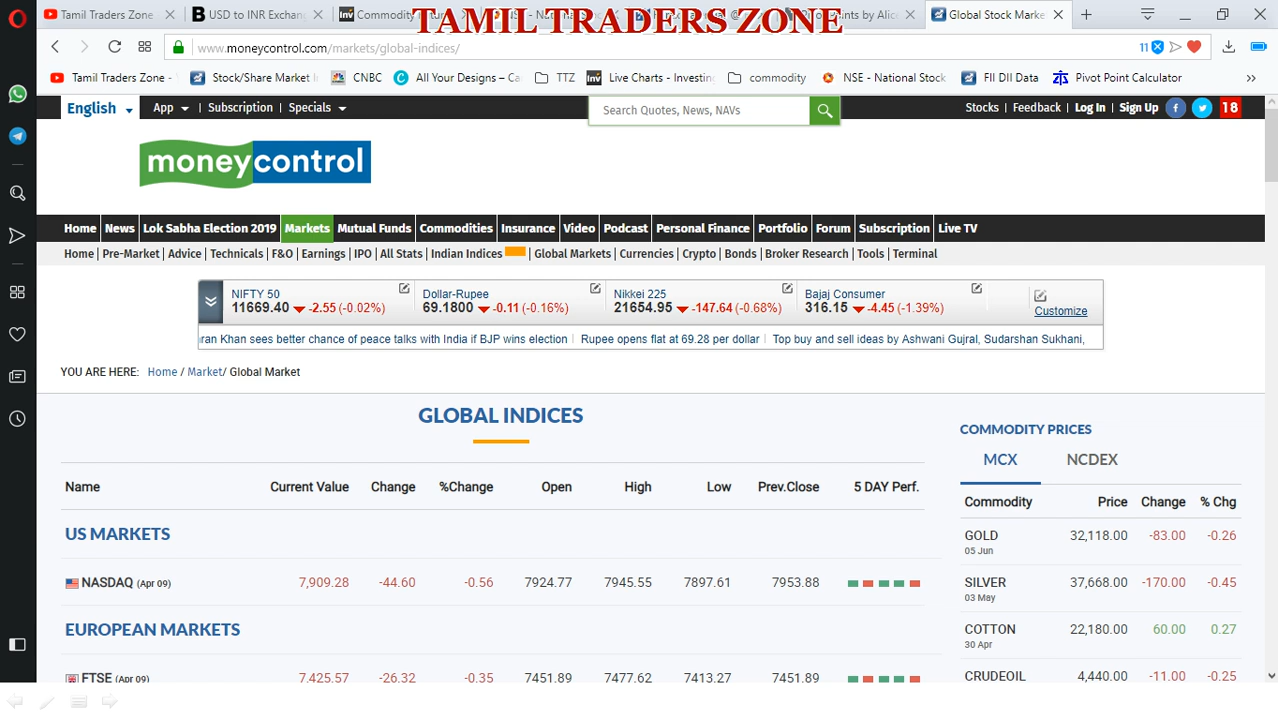 Tamil Traders Zone
USD to INR Exchan
Commodity
TAMIL TRADERS ZONE
by Alice
Global Stock Marke
www.moneycontrol.com/markets/global-indices/
11
Tamil Traders Zone -
Stock/Share Market I
CNBC
All Your Designs – Ca
TTZ
Live Charts - Investing
commodity
NSE - National Stock
FII DII Data
Pivot Point Calculator
English App | Subscription | Specials
Search Quotes, News, NAVs
Stocks | Feedback | Log In | Sign Up
18
moneycontrol
Home News Lok Sabha Election 2019 Markets Mutual Funds Commodities Insurance Video Podcast Personal Finance Portfolio Forum Subscription Live TV
Home | Pre-Market | Advice | Technicals | F&O | Earnings | IPO | All Stats | Indian Indices | Global Markets | Currencies | Crypto | Bonds | Broker Research | Tools | Terminal
NIFTY 50 Dollar-Rupee Nikkei 225 Bajaj Consumer
11669.40 -2.55 (-0.02%) 69.1800 -0.11 (-0.16%) 21654.95 -147.64 (-0.68%) 316.15 -4.45 (-1.39%)
Customize
ran Khan sees better chance of peace talks with India if BJP wins election | Rupee opens flat at 69.28 per dollar | Top buy and sell ideas by Ashwani Gujral, Sudarshan Sukhani,
YOU ARE HERE: Home / Market/ Global Market
GLOBAL INDICES
Name Current Value Change %Change Open High Low Prev.Close 5 DAY Perf.
US MARKETS
NASDAQ (Apr 09) 7,909.28 -44.60 -0.56 7924.77 7945.55 7897.61 7953.88
EUROPEAN MARKETS
FTSE (Apr 09) 7,425.57 -26.32 -0.35 7451.89 7477.62 7413.27 7451.89
COMMODITY PRICES
MCX NCDEX
Commodity Price Change % Chg
GOLD 32,118.00 -83.00 -0.26
05 Jun
SILVER 37,668.00 -170.00 -0.45
03 May
COTTON 22,180.00 60.00 0.27
30 Apr
CRUDEOIL 4,440.00 -11.00 -0.25